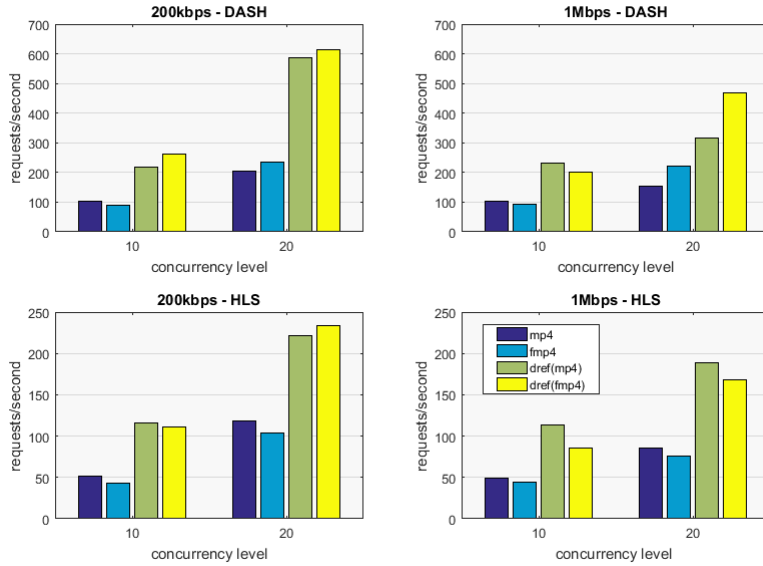 200kbps - DASH
700
600
500
400
300
200
100
0
requests/second
10
20
concurrency level
1Mbps - DASH
700
600
500
400
300
200
100
0
requests/second
10
20
concurrency level
200kbps - HLS
250
200
150
100
50
0
requests/second
10
20
concurrency level
1Mbps - HLS
250
200
150
100
50
0
requests/second
mp4
fmp4
dref(mp4)
dref(fmp4)
10
20
concurrency level